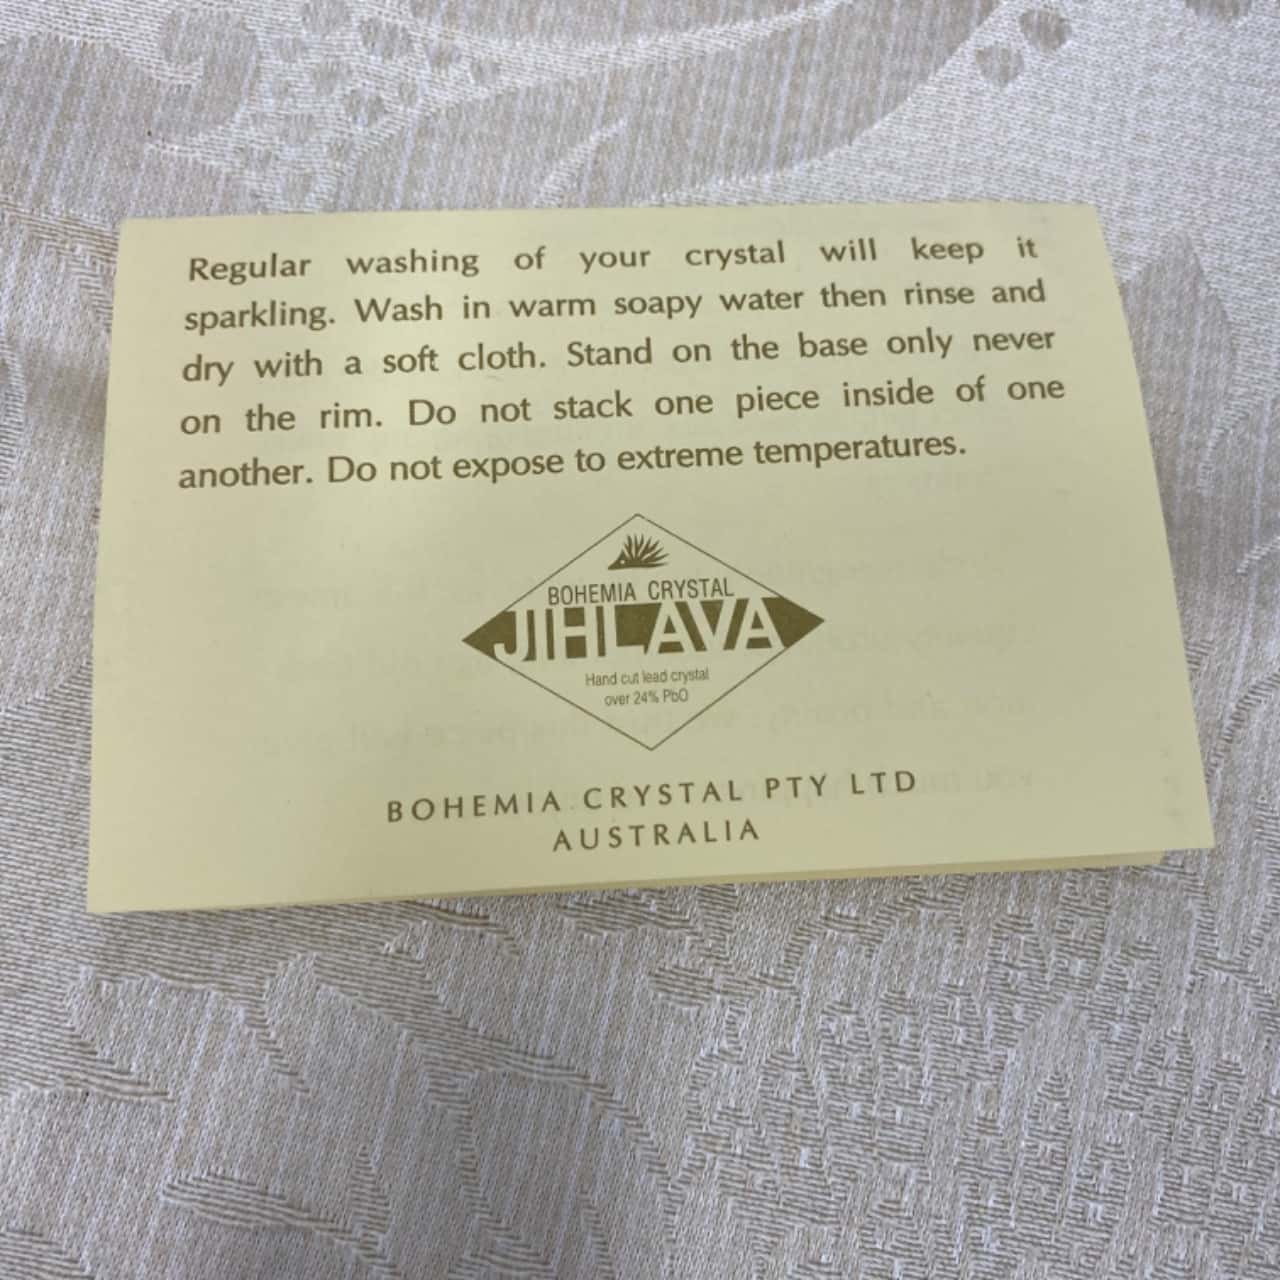 Regular washing of your crystal will keep it
sparkling. Wash in warm soapy water then rinse and
dry with a soft cloth. Stand on the base only never
on the rim. Do not stack one piece inside of one
another. Do not expose to extreme temperatures.
BOHEMIA CRYSTAL
JIHLAVA
Hand cut lead crystal
over 24% PbO
BOHEMIA CRYSTAL PTY LTD
AUSTRALIA